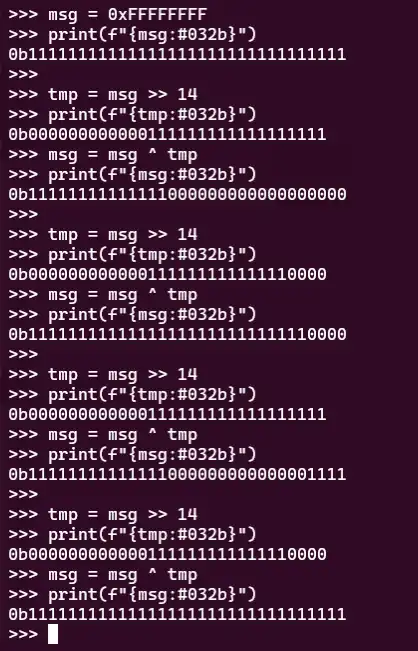 >>> msg = 0xFFFFFFFF
>>> print(f"{msg:#032b}")
0b11111111111111111111111111111111
>>>
>>> tmp = msg >> 14
>>> print(f"{tmp:#032b}")
0b000000000000111111111111111111
>>> msg = msg ^ tmp
>>> print(f"{msg:#032b}")
0b11111111111111000000000000000000
>>>
>>> tmp = msg >> 14
>>> print(f"{tmp:#032b}")
0b000000000000111111111111110000
>>> msg = msg ^ tmp
>>> print(f"{msg:#032b}")
0b11111111111111111111111111110000
>>>
>>> tmp = msg >> 14
>>> print(f"{tmp:#032b}")
0b000000000000111111111111111111
>>> msg = msg ^ tmp
>>> print(f"{msg:#032b}")
0b11111111111111000000000000001111
>>>
>>> tmp = msg >> 14
>>> print(f"{tmp:#032b}")
0b000000000000111111111111110000
>>> msg = msg ^ tmp
>>> print(f"{msg:#032b}")
0b11111111111111111111111111111111
>>>